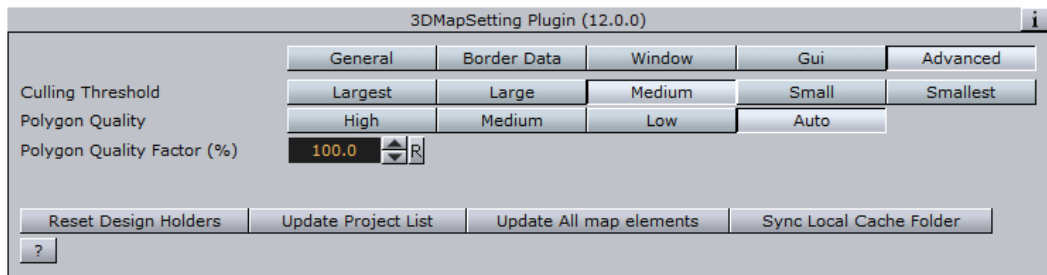 3DMapSetting Plugin (12.0.0) i
General Border Data Window Gui Advanced
Culling Threshold Largest Large Medium Small Smallest
Polygon Quality High Medium Low Auto
Polygon Quality Factor (%) 100.0 R
Reset Design Holders Update Project List Update All map elements Sync Local Cache Folder
?